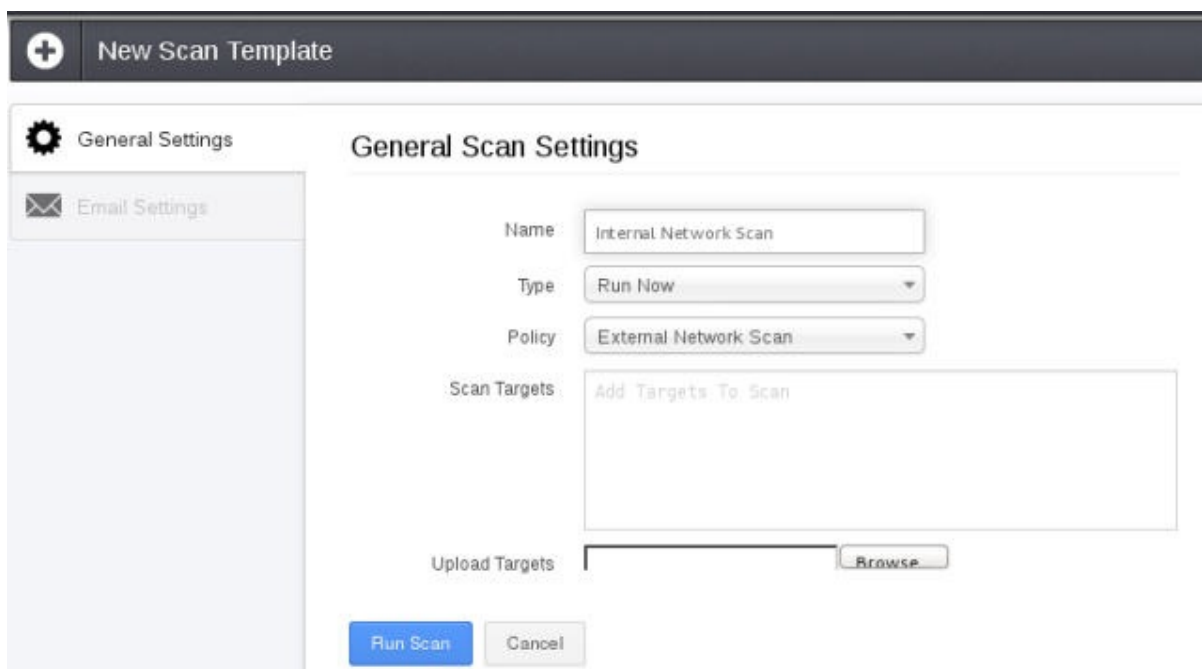 New Scan Template
General Settings
Email Settings
General Scan Settings
Name
Internal Network Scan
Type
Run Now
Policy
External Network Scan
Scan Targets
Add Targets To Scan
Upload Targets
Browse...
Run Scan
Cancel